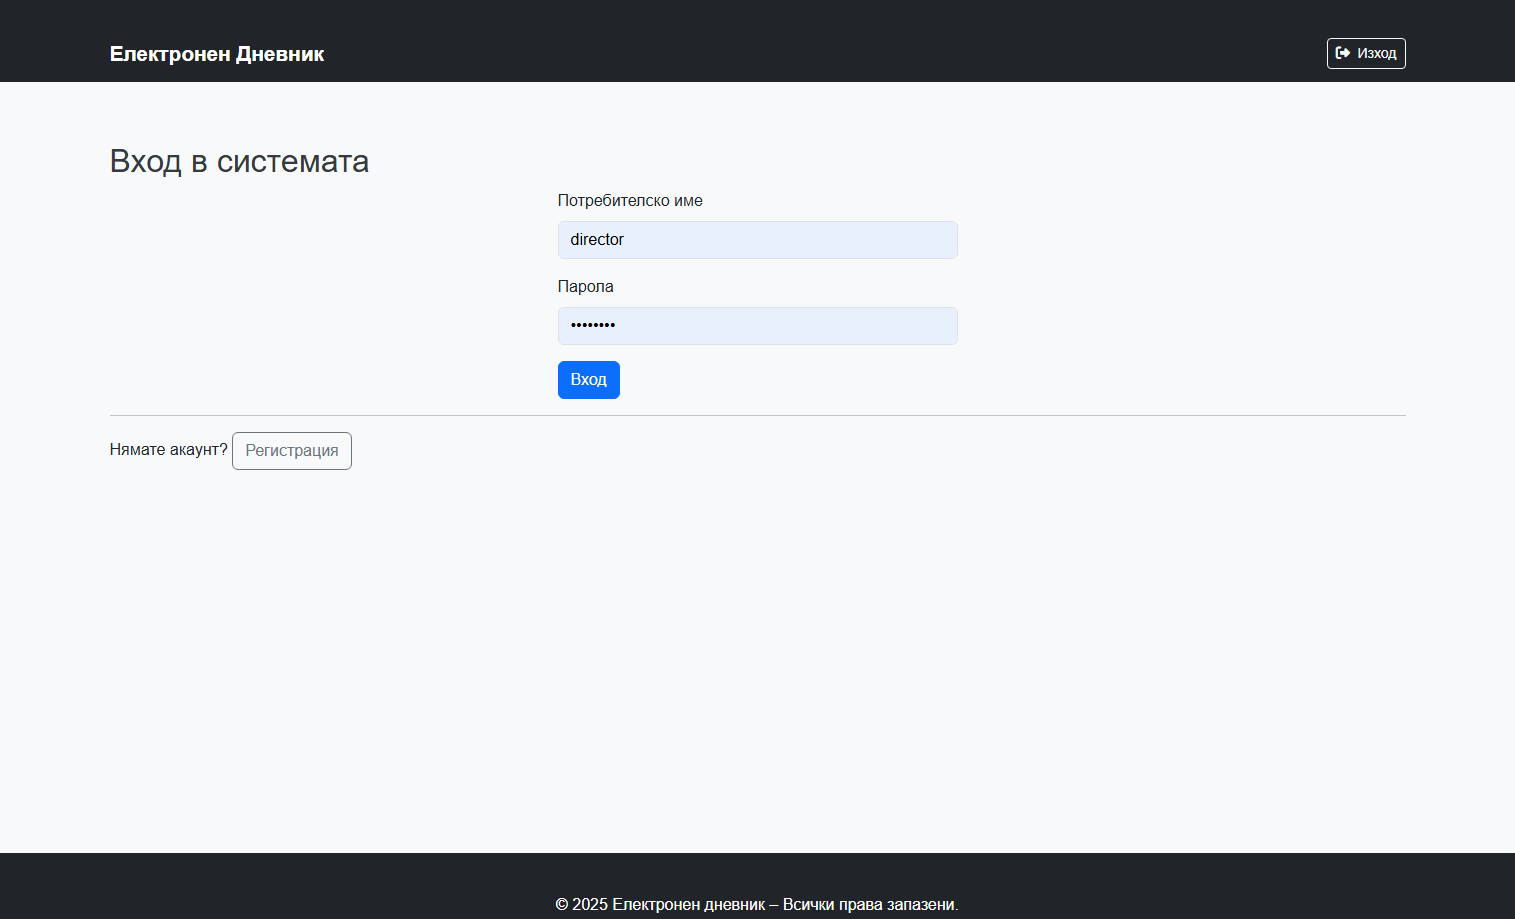 Електронен Дневник
Изход
Вход в системата
Потребителско име
director
Парола
••••••••
Вход
Нямате акаунт? Регистрация
© 2025 Електронен дневник – Всички права запазени.